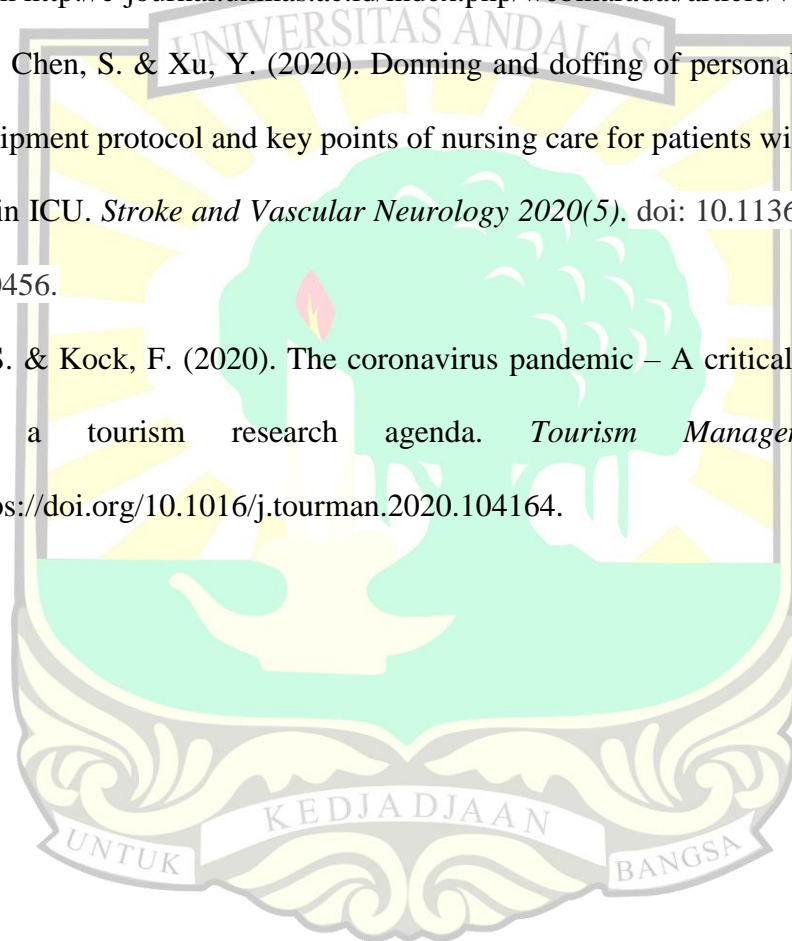 UNIVERSITAS ANDALAS
Chen, S. & Xu, Y. (2020). Donning and doffing of personal
ipment protocol and key points of nursing care for patients wi
in ICU. Stroke and Vascular Neurology 2020(5). doi: 10.1136
0456.
S. & Kock, F. (2020). The coronavirus pandemic – A critical
a tourism research agenda. Tourism Manager
ps://doi.org/10.1016/j.tourman.2020.104164.
UNTUK KEDJADJAAN BANGSA